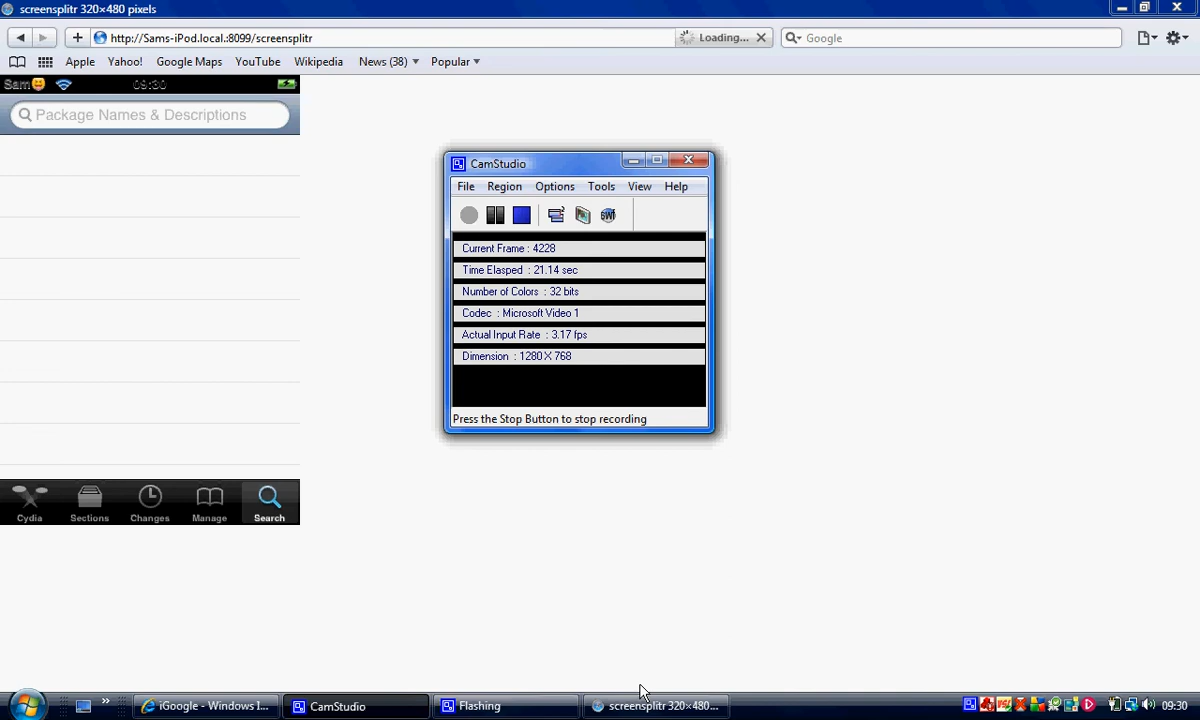 screensplitr 320×480 pixels
http://Sams-iPod.local.:8099/screensplitr
Loading...
Google
Apple Yahoo! Google Maps YouTube Wikipedia News (38) Popular
Sam 09:30
Package Names & Descriptions
CamStudio
File Region Options Tools View Help
SWF
Current Frame : 4228
Time Elasped : 21.14 sec
Number of Colors : 32 bits
Codec : Microsoft Video 1
Actual Input Rate : 3.17 fps
Dimension : 1280 X 768
Press the Stop Button to stop recording
Cydia Sections Changes Manage Search
iGoogle - Windows I... CamStudio Flashing screensplitr 320×480... 09:30